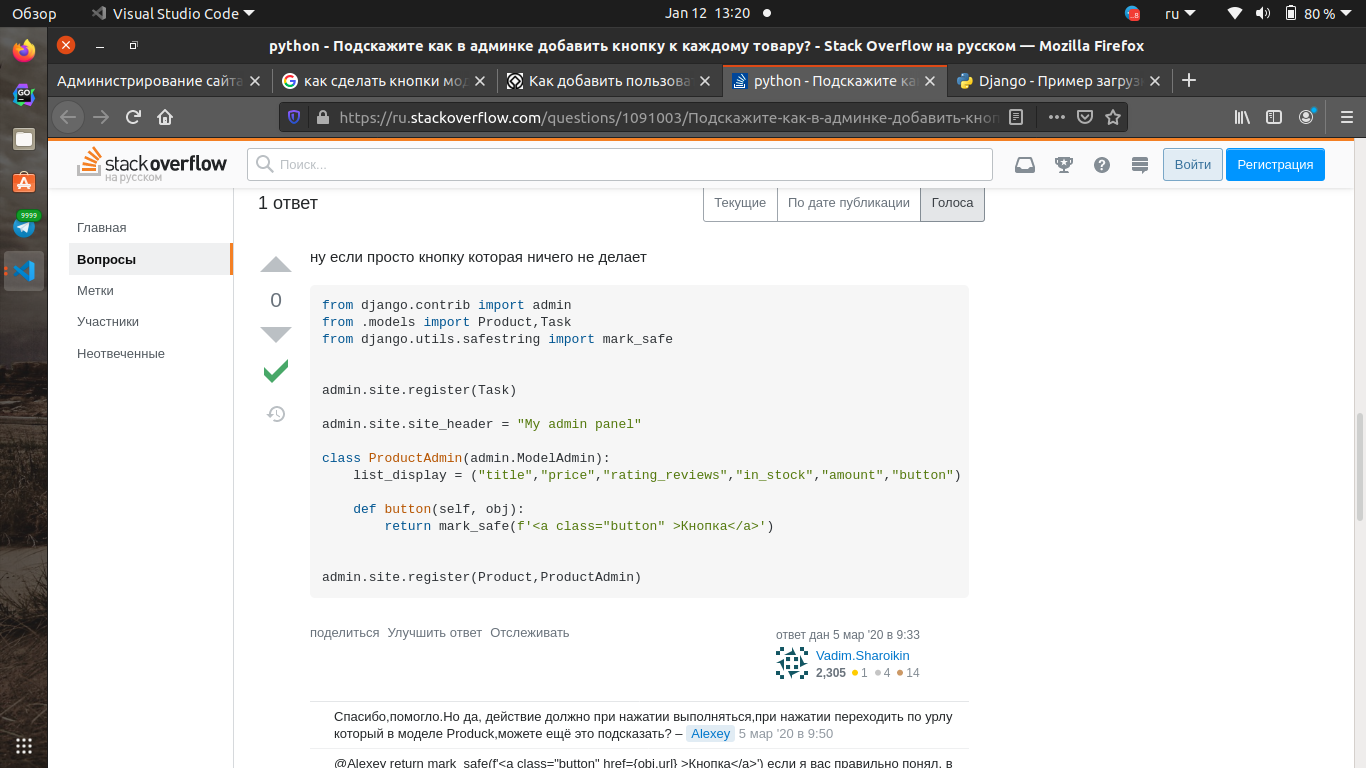 Обзор
Visual Studio Code
Jan 12 13:20
ru
80 %
python - Подскажите как в админке добавить кнопку к каждому товару? - Stack Overflow на русском — Mozilla Firefox
Администрирование сайта
как сделать кнопки мод
Как добавить пользова
python - Подскажите ка
Django - Пример загруз
https://ru.stackoverflow.com/questions/1091003/Подскажите-как-в-админке-добавить-кноп
stackoverflow
на русском
Поиск...
Войти
Регистрация
9999
Главная
Вопросы
Метки
Участники
Неотвеченные
1 ответ
Текущие
По дате публикации
Голоса
ну если просто кнопку которая ничего не делает
0
from django.contrib import admin
from .models import Product,Task
from django.utils.safestring import mark_safe
admin.site.register(Task)
admin.site.site_header = "My admin panel"
class ProductAdmin(admin.ModelAdmin):
    list_display = ("title","price","rating_reviews","in_stock","amount","button")
    def button(self, obj):
        return mark_safe(f'<a class="button" >Кнопка</a>')
admin.site.register(Product,ProductAdmin)
поделиться Улучшить ответ Отслеживать
ответ дан 5 мар '20 в 9:33
Vadim.Sharoikin
2,305 1 4 14
Спасибо,помогло.Но да, действие должно при нажатии выполняться,при нажатии переходить по урлу
который в моделе Produck,можете ещё это подсказать? – Alexey 5 мар '20 в 9:50
@Alexey return mark_safe(f'<a class="button" href={obj.url} >Кнопка</a>') если я вас правильно понял, в